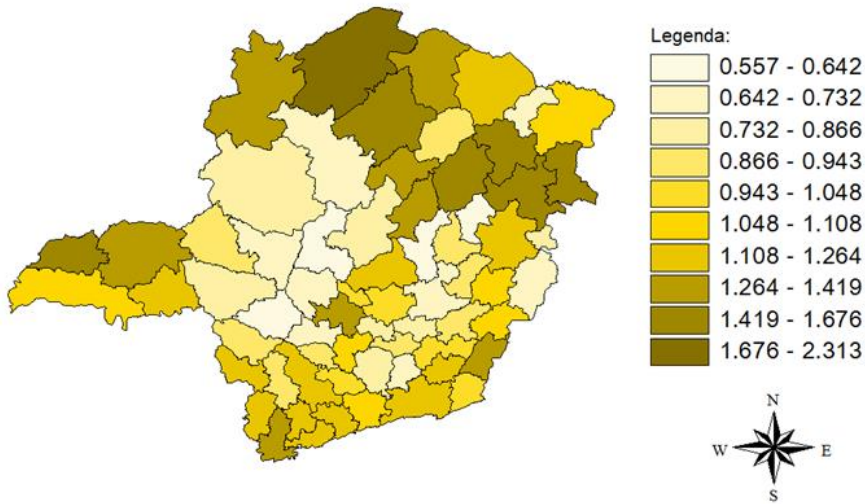 Legenda:
0.557 - 0.642
0.642 - 0.732
0.732 - 0.866
0.866 - 0.943
0.943 - 1.048
1.048 - 1.108
1.108 - 1.264
1.264 - 1.419
1.419 - 1.676
1.676 - 2.313
N
W E
S